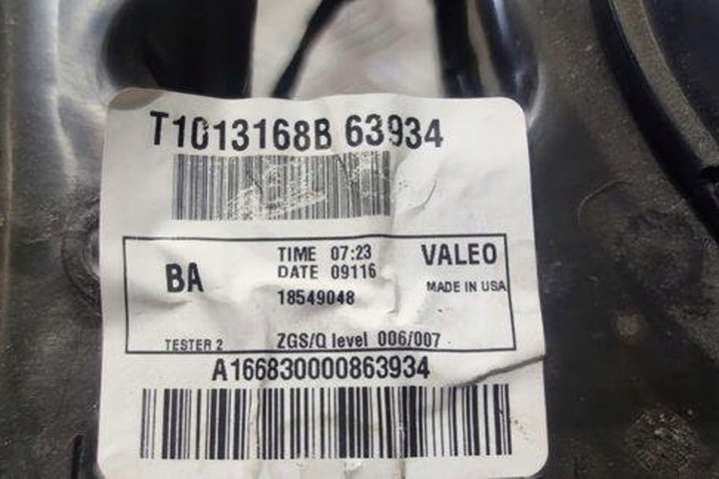 T1013168B 63934
TIME 07:23
VALEO
BA
DATE 09116
MADE IN USA
18549048
TESTER 2
ZGS/Q level 006/007
A166830000863934